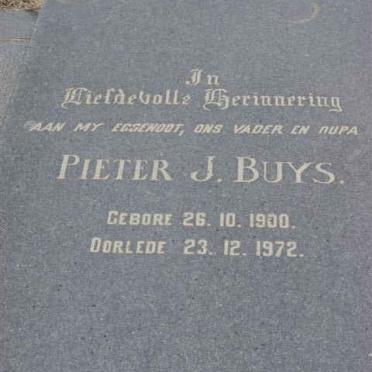 In
Liefdevolle Herinnering
AAN MY EGGENOOT, ONS VADER EN OUPA
PIETER J. BUYS.
GEBORE 26. 10. 1900.
OORLEDE 23. 12. 1972.